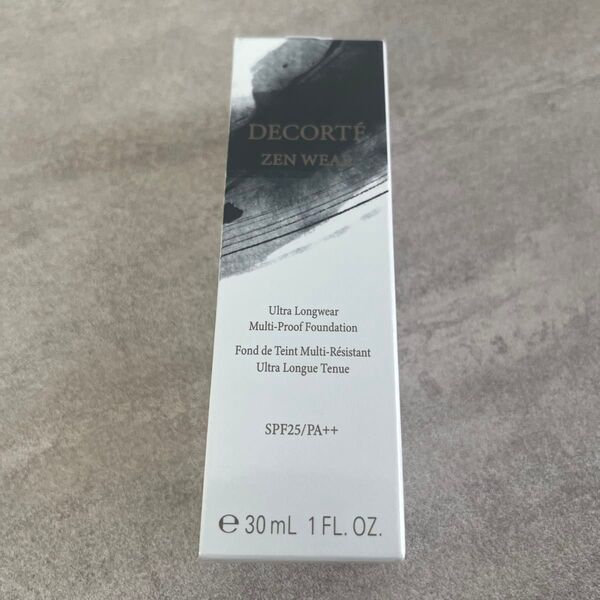 DECORTÉ
ZEN WEAR
Ultra Longwear
Multi-Proof Foundation
Fond de Teint Multi-Résistant
Ultra Longue Tenue
SPF25/PA++
℮ 30 mL 1 FL. OZ.